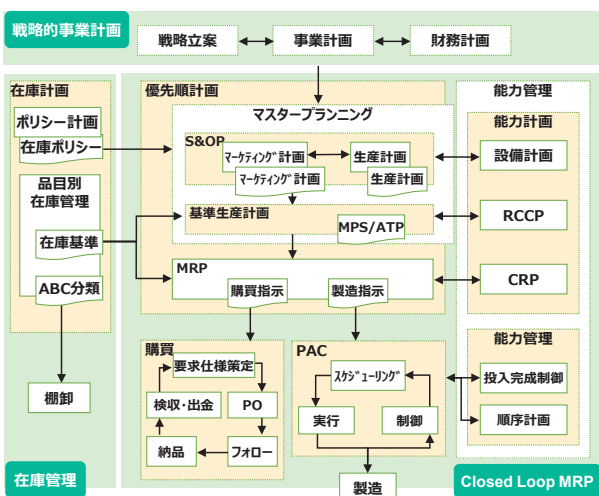 戦略的事業計画
戦略立案
事業計画
財務計画
在庫計画
ポリシー計画
在庫ポリシー
品目別
在庫管理
在庫基準
ABC分類
棚卸
在庫管理
優先順計画
マスタープランニング
S&OP
マーケティング計画
生産計画
マーケティング計画
生産計画
基準生産計画
MPS/ATP
MRP
購買指示
製造指示
購買
要求仕様策定
検収・出金
PO
納品
フォロー
PAC
スケジューリング
実行
制御
製造
能力管理
能力計画
設備計画
RCCP
CRP
能力管理
投入完成制御
順序計画
Closed Loop MRP